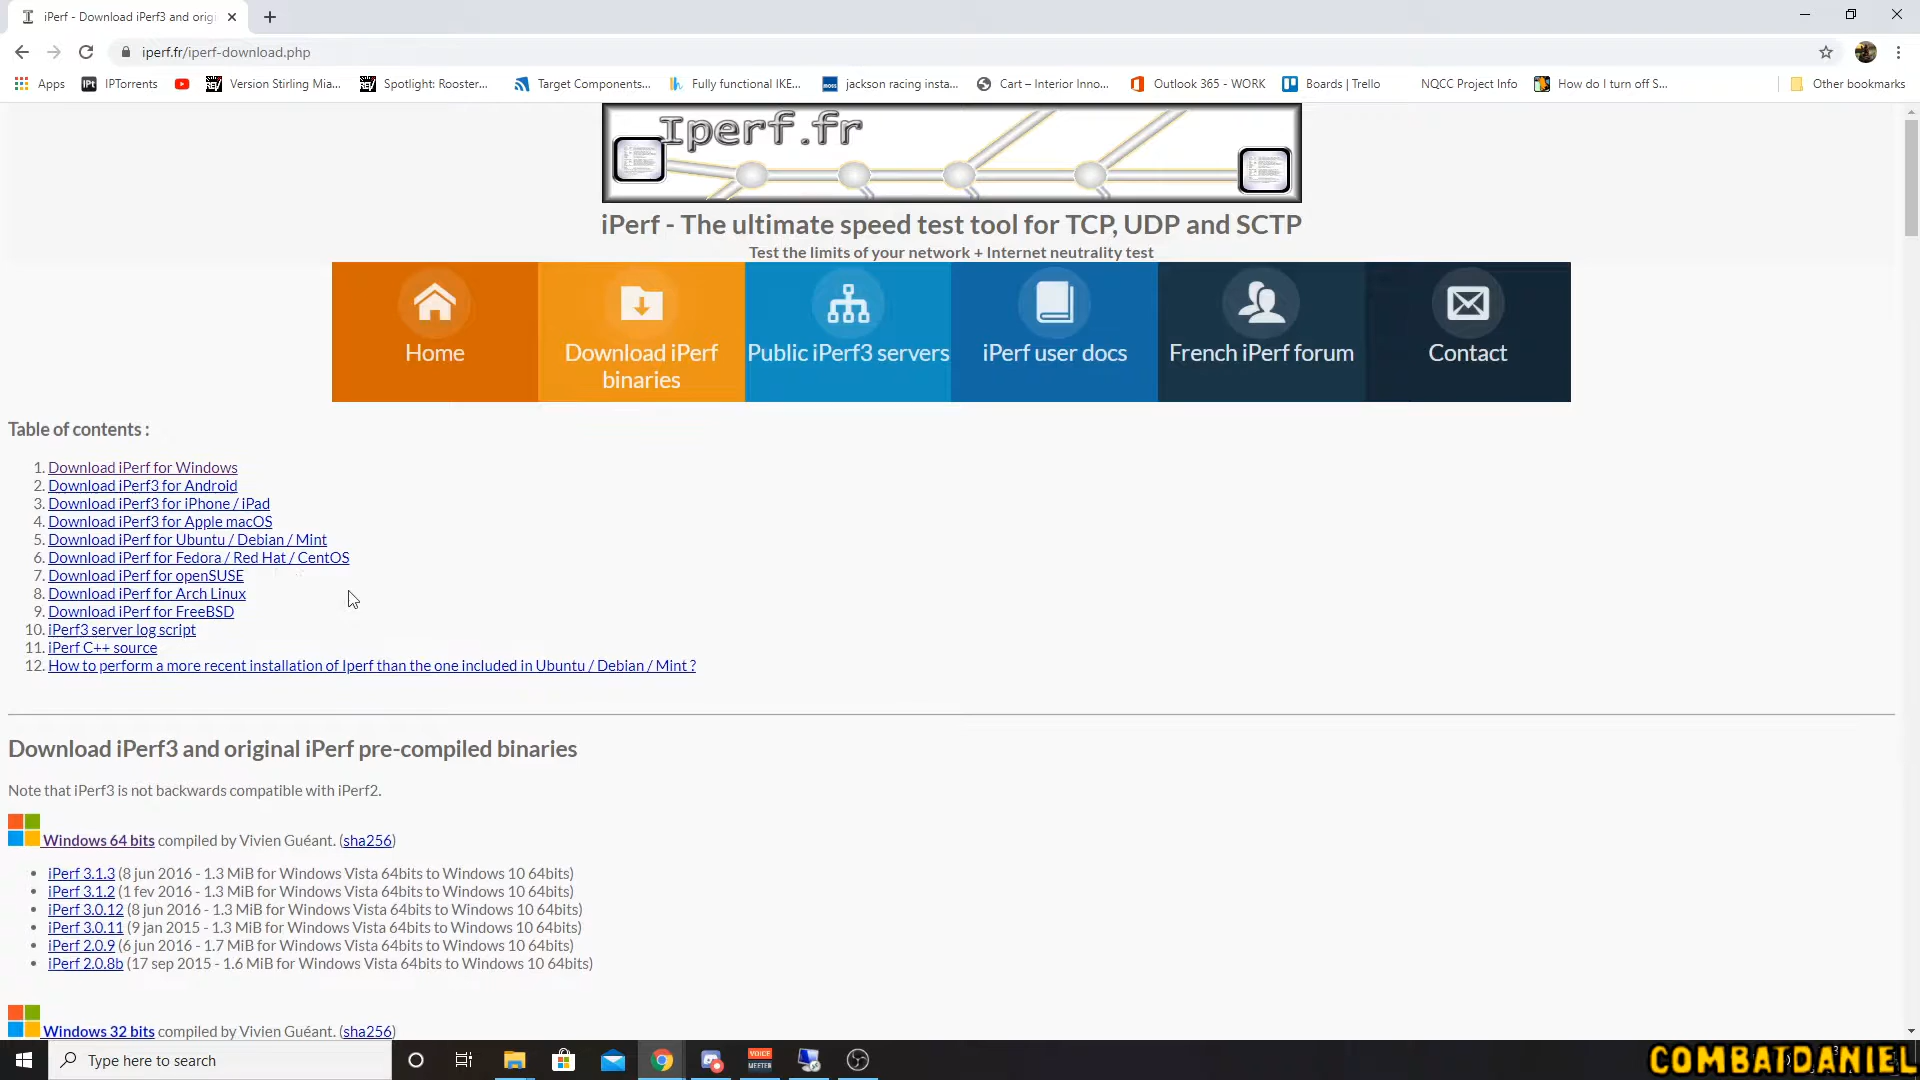 iPerf - Download iPerf3 and origi
iperf.fr/iperf-download.php
Apps
IPt IPTorrents
REV Version Stirling Mia...
REV Spotlight: Rooster...
Target Components...
Fully functional IKE...
MOSS jackson racing insta...
Cart – Interior Inno...
Outlook 365 - WORK
Boards | Trello
NQCC Project Info
How do I turn off S...
Other bookmarks
Iperf.fr
iPerf - The ultimate speed test tool for TCP, UDP and SCTP
Test the limits of your network + Internet neutrality test
Home
Download iPerf binaries
Public iPerf3 servers
iPerf user docs
French iPerf forum
Contact
Table of contents :
1. Download iPerf for Windows
2. Download iPerf3 for Android
3. Download iPerf3 for iPhone / iPad
4. Download iPerf3 for Apple macOS
5. Download iPerf for Ubuntu / Debian / Mint
6. Download iPerf for Fedora / Red Hat / CentOS
7. Download iPerf for openSUSE
8. Download iPerf for Arch Linux
9. Download iPerf for FreeBSD
10. iPerf3 server log script
11. iPerf C++ source
12. How to perform a more recent installation of Iperf than the one included in Ubuntu / Debian / Mint ?
Download iPerf3 and original iPerf pre-compiled binaries
Note that iPerf3 is not backwards compatible with iPerf2.
Windows 64 bits compiled by Vivien Guéant. (sha256)
• iPerf 3.1.3 (8 jun 2016 - 1.3 MiB for Windows Vista 64bits to Windows 10 64bits)
• iPerf 3.1.2 (1 fev 2016 - 1.3 MiB for Windows Vista 64bits to Windows 10 64bits)
• iPerf 3.0.12 (8 jun 2016 - 1.3 MiB for Windows Vista 64bits to Windows 10 64bits)
• iPerf 3.0.11 (9 jan 2015 - 1.3 MiB for Windows Vista 64bits to Windows 10 64bits)
• iPerf 2.0.9 (6 jun 2016 - 1.7 MiB for Windows Vista 64bits to Windows 10 64bits)
• iPerf 2.0.8b (17 sep 2015 - 1.6 MiB for Windows Vista 64bits to Windows 10 64bits)
Windows 32 bits compiled by Vivien Guéant. (sha256)
Type here to search
VOICE
MEETER
COMBATDANIEL